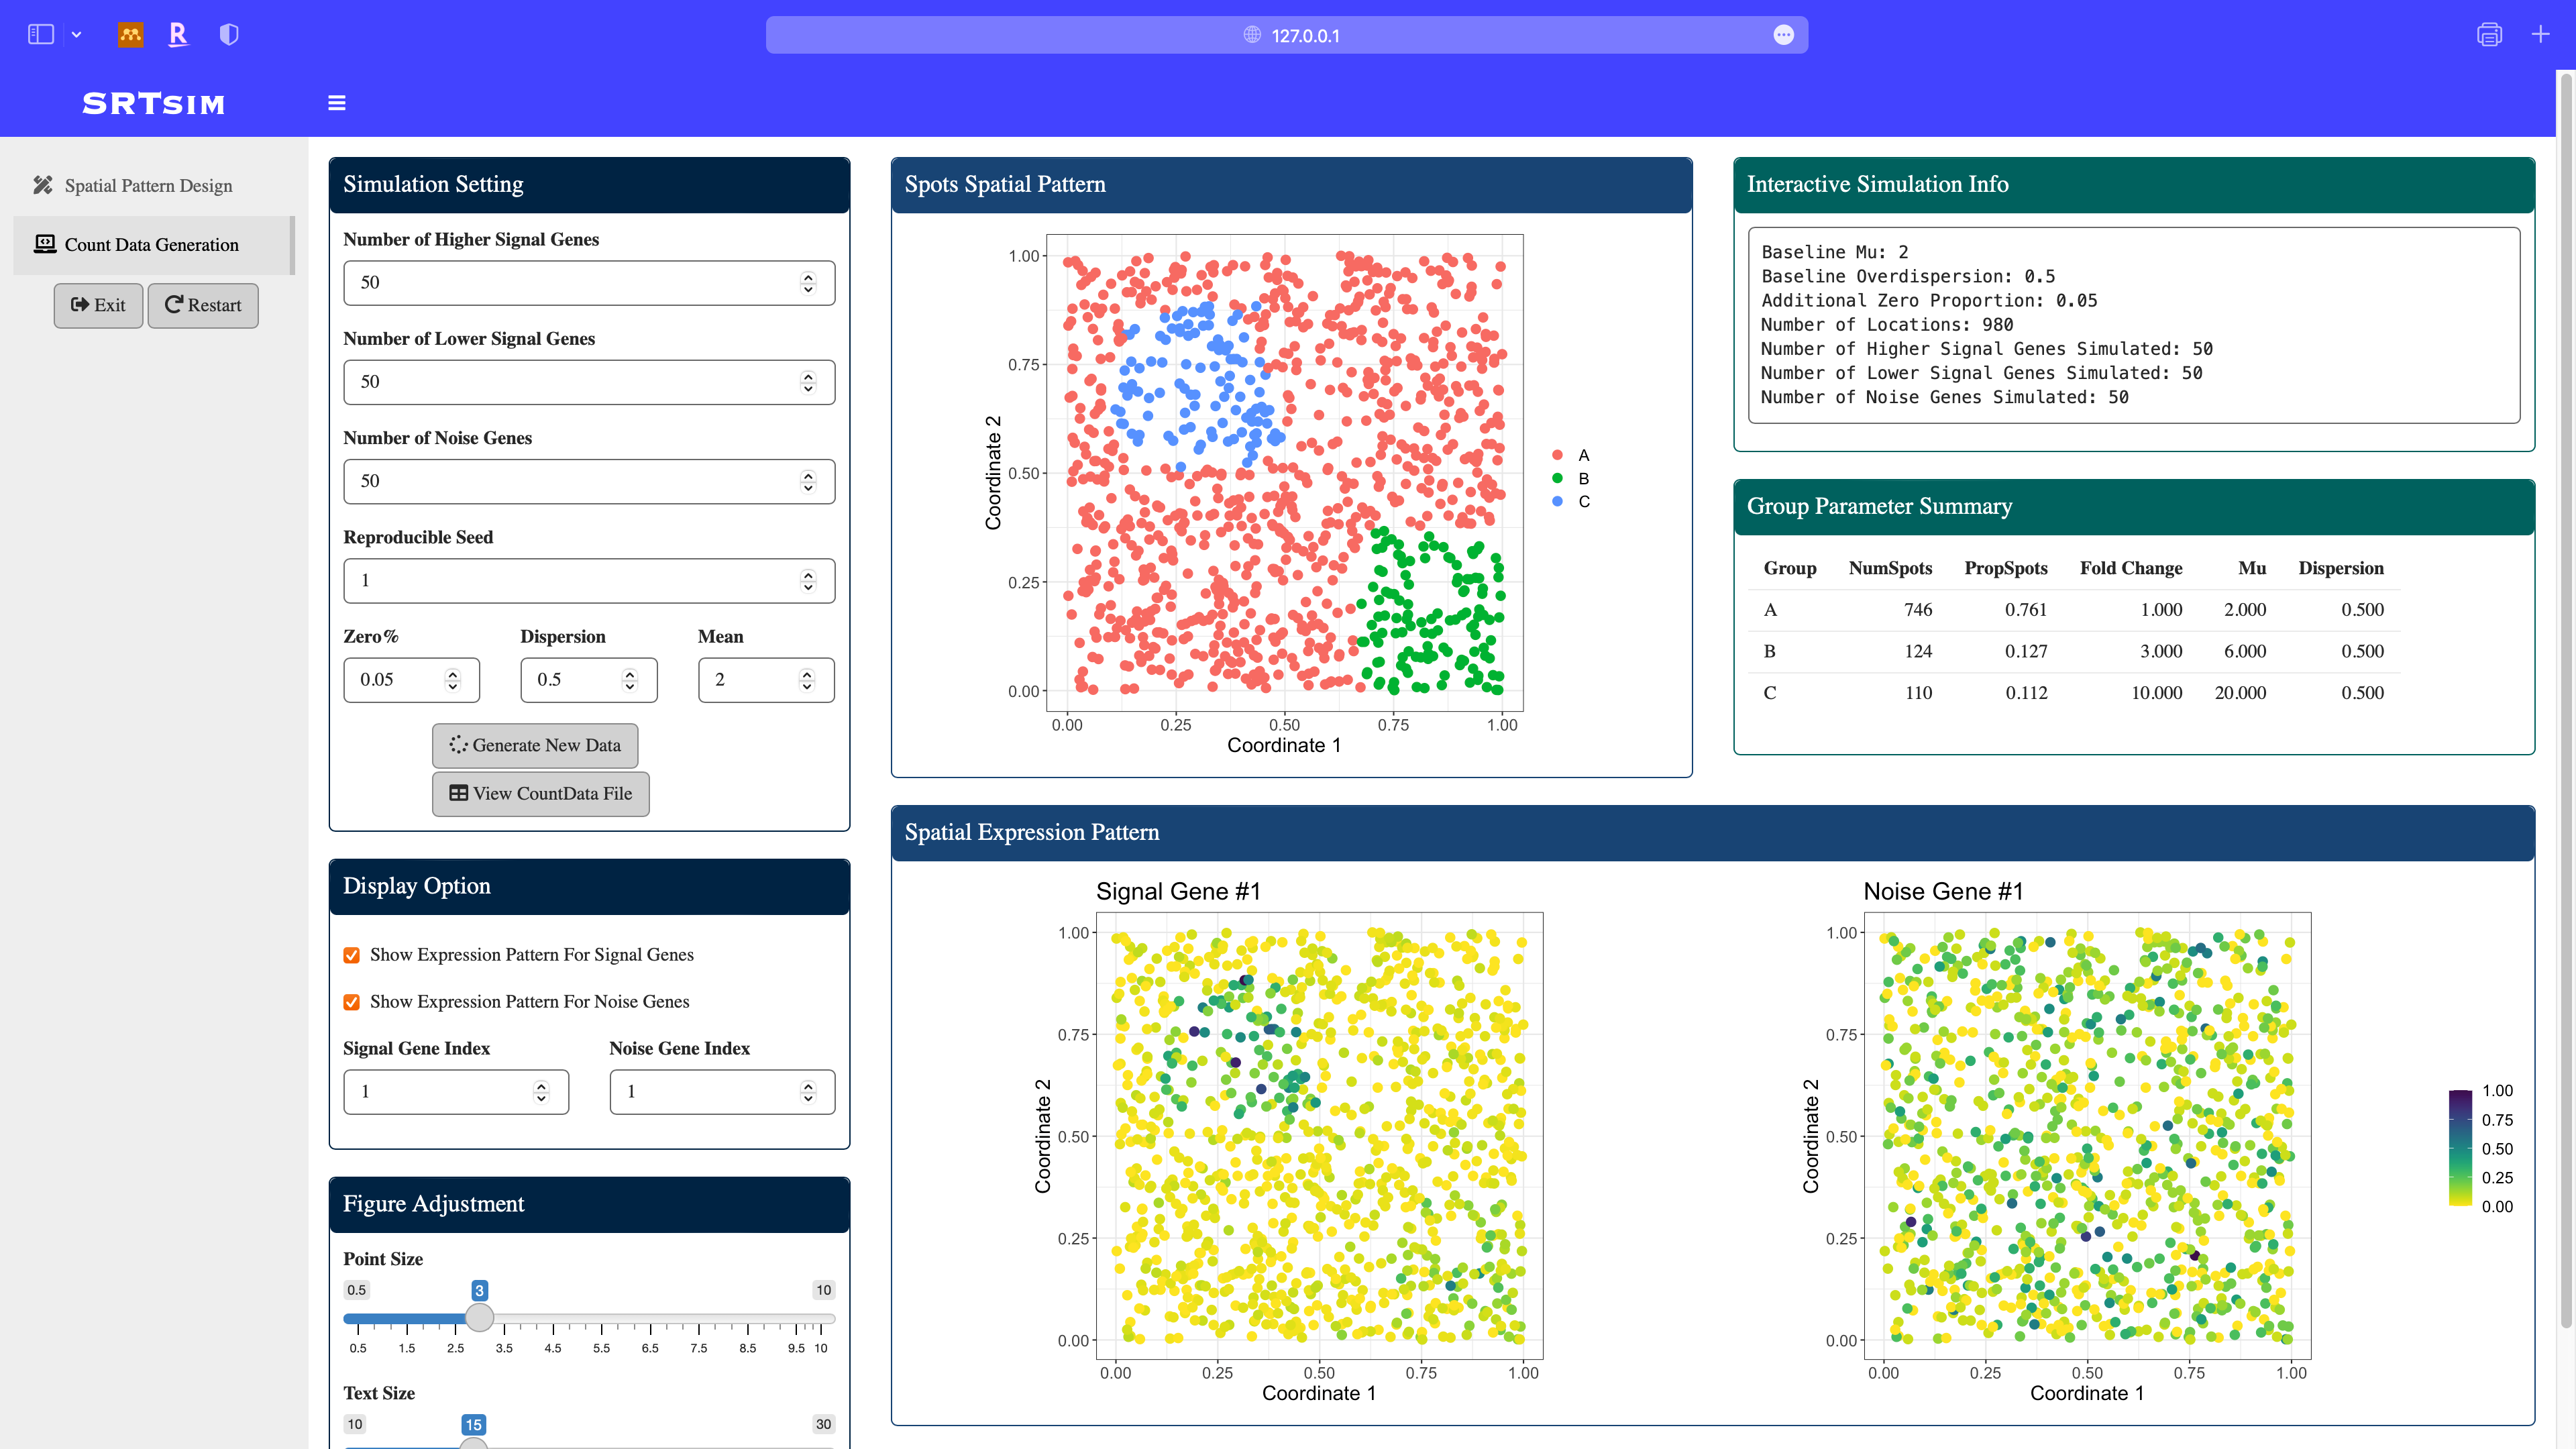 127.0.0.1
SRTSIM
Spatial Pattern Design
Count Data Generation
Exit
Restart
Simulation Setting
Number of Higher Signal Genes
50
Number of Lower Signal Genes
50
Number of Noise Genes
50
Reproducible Seed
1
Zero% Dispersion Mean
0.05 0.5 2
Generate New Data
View CountData File
Display Option
Show Expression Pattern For Signal Genes
Show Expression Pattern For Noise Genes
Signal Gene Index Noise Gene Index
1 1
Figure Adjustment
Point Size
0.5 3 10
0.5 1.5 2.5 3.5 4.5 5.5 6.5 7.5 8.5 9.5 10
Text Size
10 15 30
Spots Spatial Pattern
1.00
0.75
0.50
0.25
0.00
Coordinate 2
0.00 0.25 0.50 0.75 1.00
Coordinate 1
A
B
C
Interactive Simulation Info
Baseline Mu: 2
Baseline Overdispersion: 0.5
Additional Zero Proportion: 0.05
Number of Locations: 980
Number of Higher Signal Genes Simulated: 50
Number of Lower Signal Genes Simulated: 50
Number of Noise Genes Simulated: 50
Group Parameter Summary
Group NumSpots PropSpots Fold Change Mu Dispersion
A 746 0.761 1.000 2.000 0.500
B 124 0.127 3.000 6.000 0.500
C 110 0.112 10.000 20.000 0.500
Spatial Expression Pattern
Signal Gene #1
1.00
0.75
0.50
0.25
0.00
Coordinate 2
0.00 0.25 0.50 0.75 1.00
Coordinate 1
Noise Gene #1
1.00
0.75
0.50
0.25
0.00
Coordinate 2
0.00 0.25 0.50 0.75 1.00
Coordinate 1
1.00
0.75
0.50
0.25
0.00